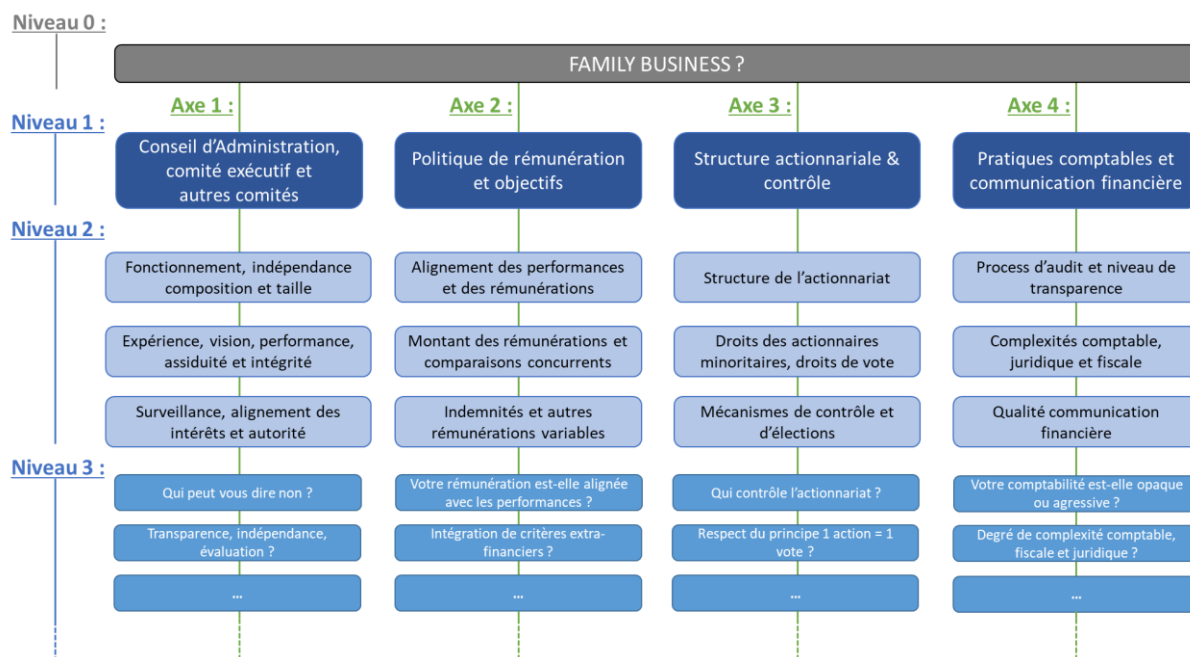 Niveau 0 :
FAMILY BUSINESS ?
Axe 1 :
Axe 2 :
Axe 3 :
Axe 4 :
Niveau 1 :
Conseil d'Administration,
comité exécutif et
autres comités
Politique de rémunération
et objectifs
Structure actionnariale &
contrôle
Pratiques comptables et
communication financière
Niveau 2 :
Fonctionnement, indépendance
composition et taille
Alignement des performances
et des rémunérations
Structure de l'actionnariat
Process d'audit et niveau de
transparence
Expérience, vision, performance,
assiduité et intégrité
Montant des rémunérations et
comparaisons concurrents
Droits des actionnaires
minoritaires, droits de vote
Complexités comptable,
juridique et fiscale
Surveillance, alignement des
intérêts et autorité
Indemnités et autres
rémunérations variables
Mécanismes de contrôle et
d'élections
Qualité communication
financière
Niveau 3 :
Qui peut vous dire non ?
Votre rémunération est-elle alignée
avec les performances ?
Qui contrôle l'actionnariat ?
Votre comptabilité est-elle opaque
ou agressive ?
Transparence, indépendance,
évaluation ?
Intégration de critères extra-
financiers ?
Respect du principe 1 action = 1
vote ?
Degré de complexité comptable,
fiscale et juridique ?
...
...
...
...